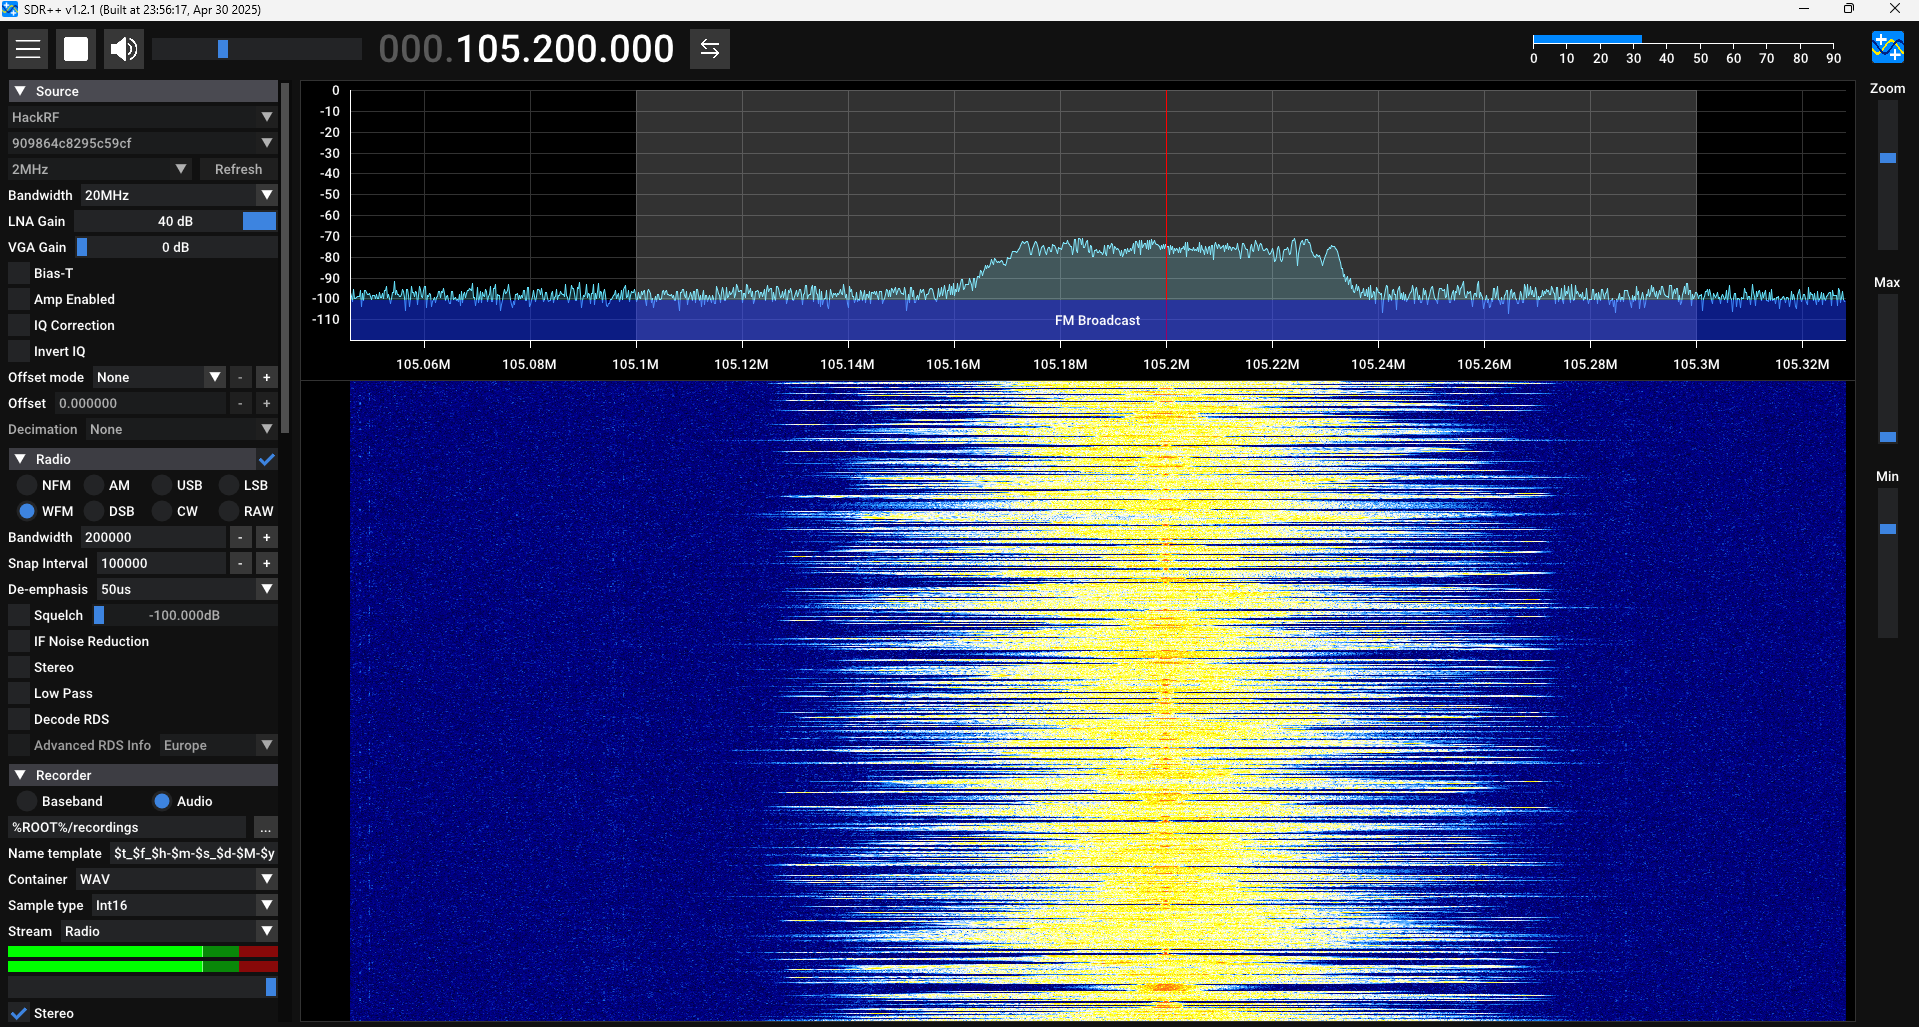 SDR++ v1.2.1 (Built at 23:56:17, Apr 30 2025)
000.105.200.000
0 10 20 30 40 50 60 70 80 90
Source
HackRF
909864c8295c59cf
2MHz Refresh
Bandwidth 20MHz
LNA Gain 40 dB
VGA Gain 0 dB
Bias-T
Amp Enabled
IQ Correction
Invert IQ
Offset mode None - +
Offset 0.000000 - +
Decimation None
Radio
NFM AM USB LSB
WFM DSB CW RAW
Bandwidth 200000 - +
Snap Interval 100000 - +
De-emphasis 50us
Squelch -100.000dB
IF Noise Reduction
Stereo
Low Pass
Decode RDS
Advanced RDS Info Europe
Recorder
Baseband Audio
%ROOT%/recordings ...
Name template $t_$f_$h-$m-$s_$d-$M-$y
Container WAV
Sample type Int16
Stream Radio
Stereo
0
-10
-20
-30
-40
-50
-60
-70
-80
-90
-100
-110
FM Broadcast
105.06M 105.08M 105.1M 105.12M 105.14M 105.16M 105.18M 105.2M 105.22M 105.24M 105.26M 105.28M 105.3M 105.32M
Zoom
Max
Min